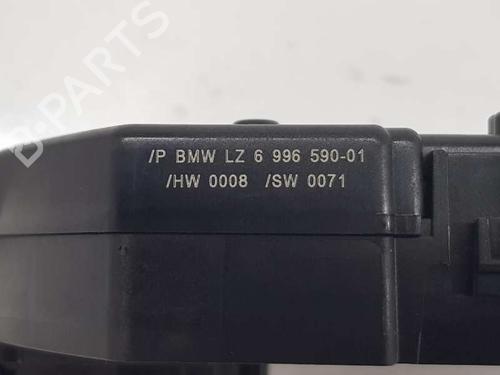 B-PARTS
/P BMW LZ 6 996 590-01
/HW 0008 /SW 0071